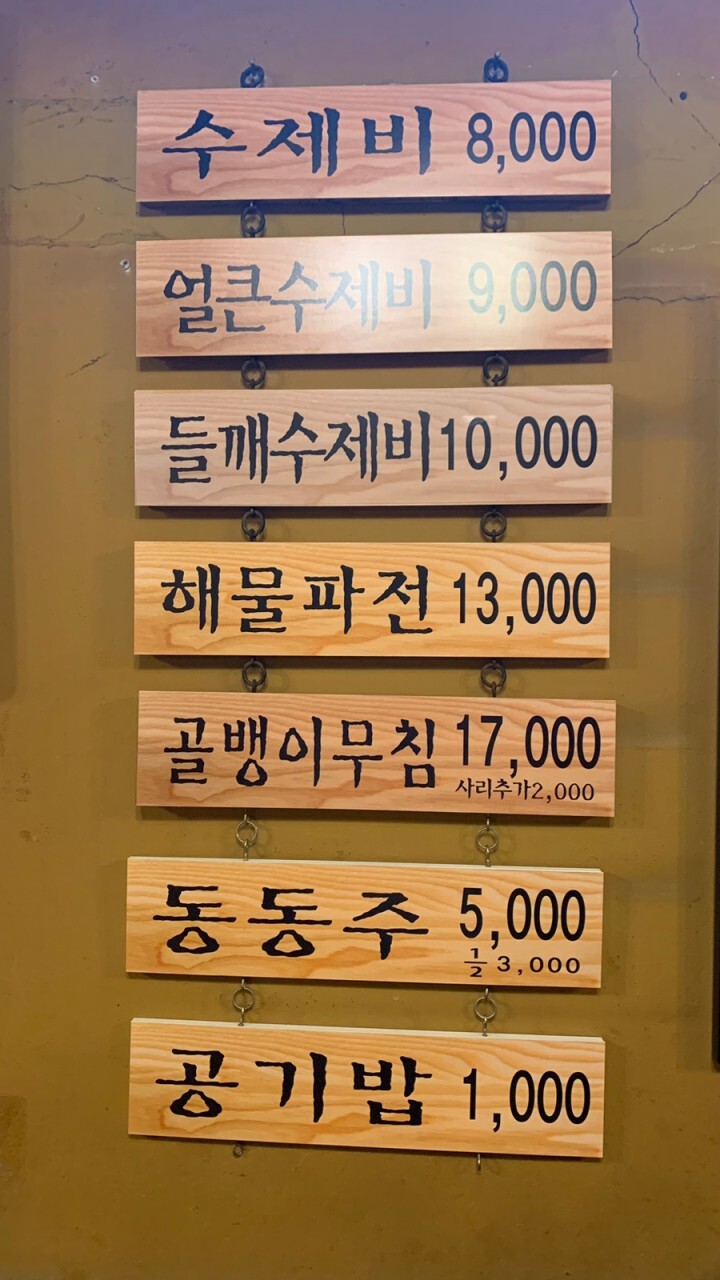 수제비 8,000
얼큰수제비 9,000
들깨수제비 10,000
해물파전 13,000
골뱅이무침 17,000
사리추가2,000
동동주 5,000
½ 3,000
공기밥 1,000